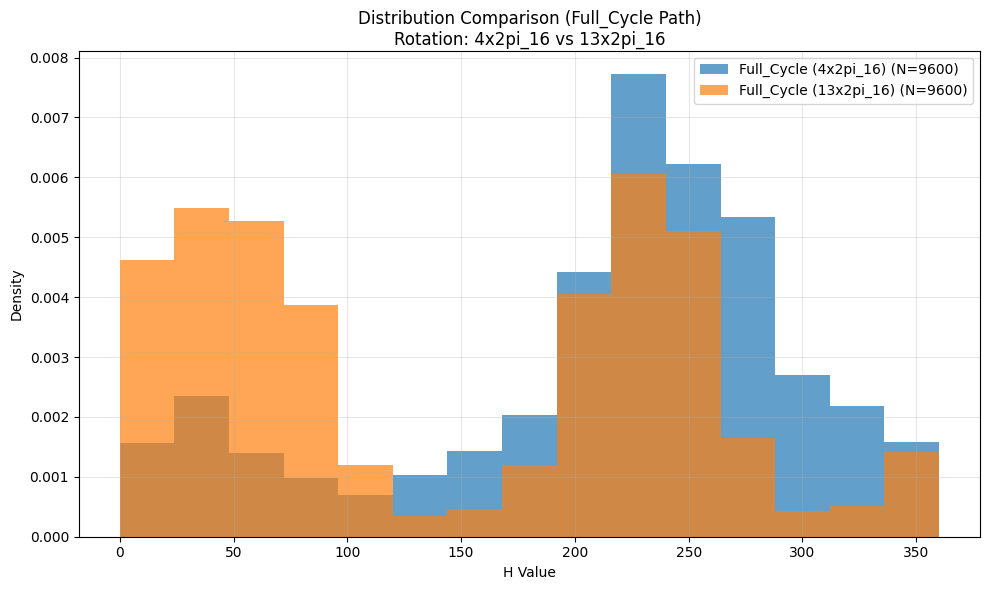 Distribution Comparison (Full_Cycle Path)
Rotation: 4x2pi_16 vs 13x2pi_16
Full_Cycle (4x2pi_16) (N=9600)
Full_Cycle (13x2pi_16) (N=9600)
Density
0.008
0.007
0.006
0.005
0.004
0.003
0.002
0.001
0.000
0 50 100 150 200 250 300 350
H Value